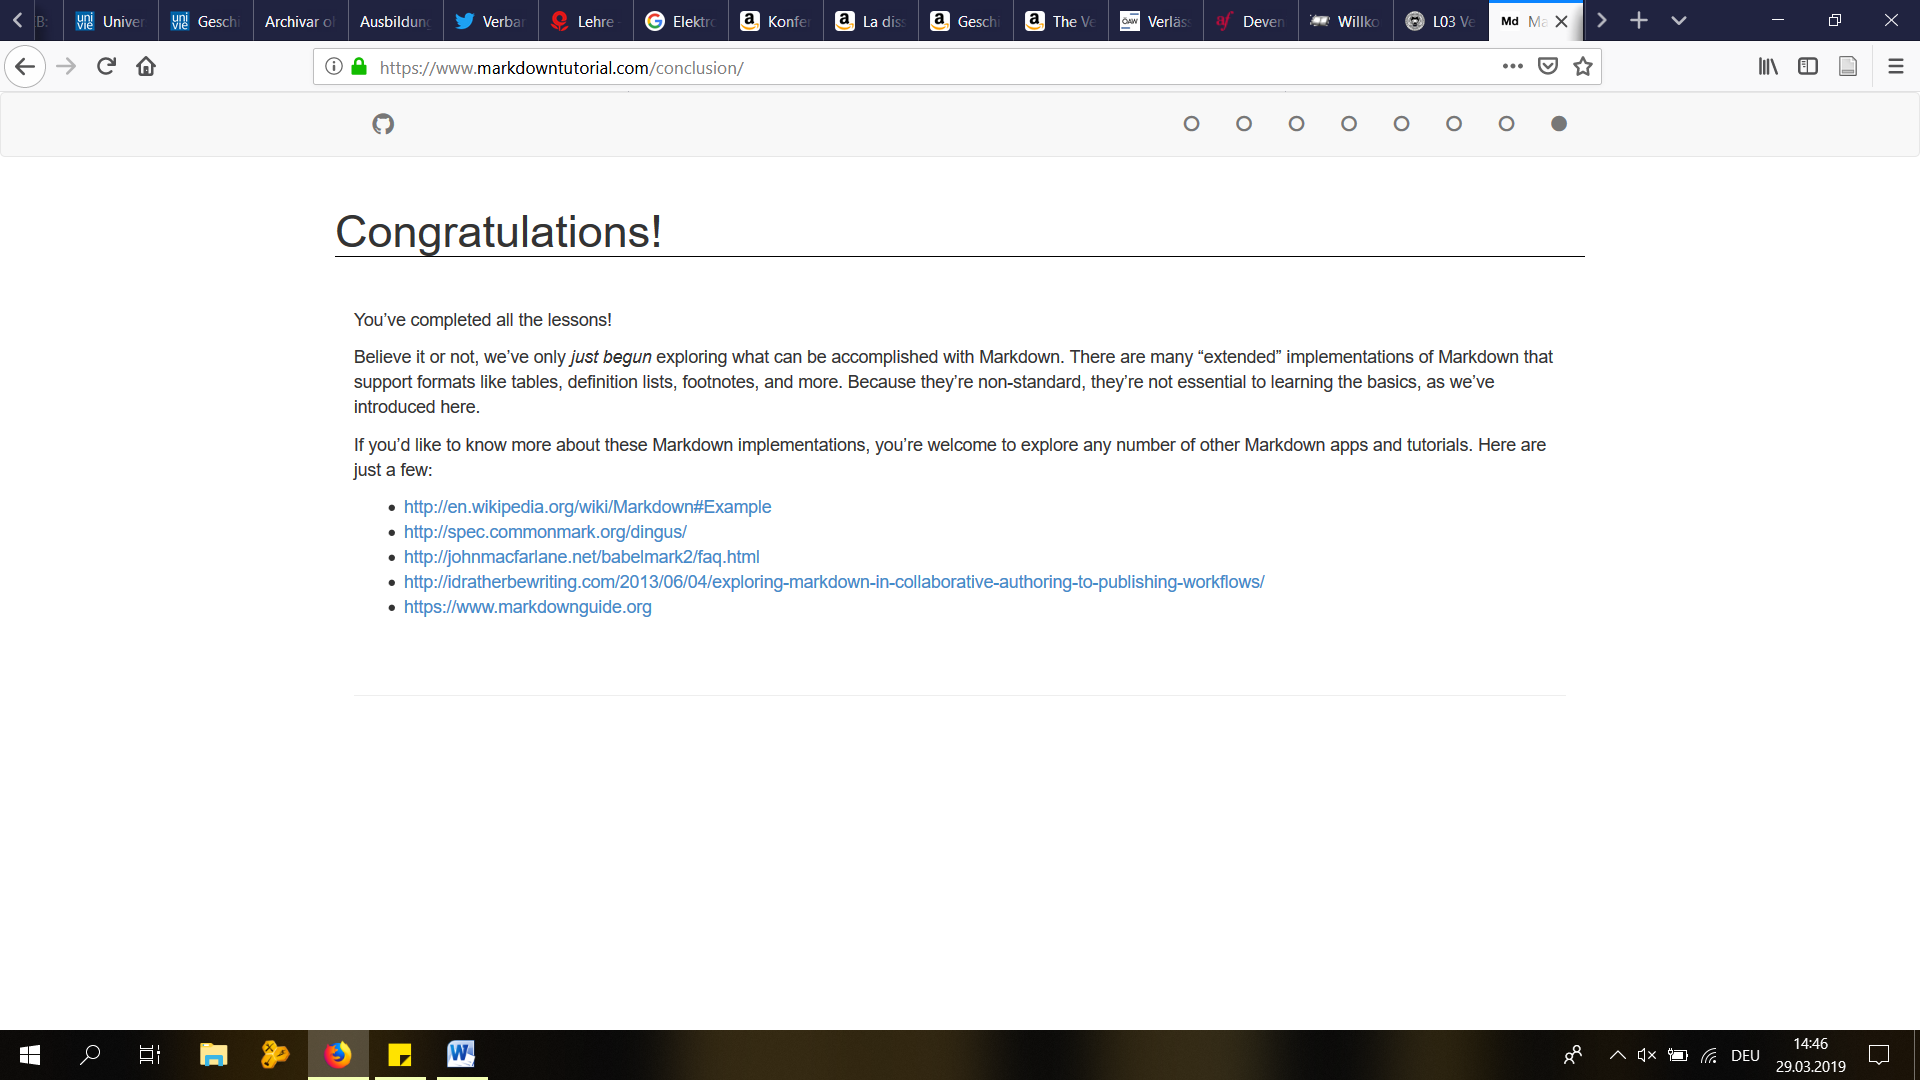 B: Univer Geschi Archivar o Ausbildun Verbar Lehre Elektro Konfer La diss Geschi The Ve Verläs Deven Willko L03 Ve Md Ma
https://www.markdowntutorial.com/conclusion/
Congratulations!
You’ve completed all the lessons!
Believe it or not, we’ve only just begun exploring what can be accomplished with Markdown. There are many “extended” implementations of Markdown that
support formats like tables, definition lists, footnotes, and more. Because they’re non-standard, they’re not essential to learning the basics, as we’ve
introduced here.
If you’d like to know more about these Markdown implementations, you’re welcome to explore any number of other Markdown apps and tutorials. Here are
just a few:
http://en.wikipedia.org/wiki/Markdown#Example
http://spec.commonmark.org/dingus/
http://johnmacfarlane.net/babelmark2/faq.html
http://idratherbewriting.com/2013/06/04/exploring-markdown-in-collaborative-authoring-to-publishing-workflows/
https://www.markdownguide.org
DEU
14:46
29.03.2019